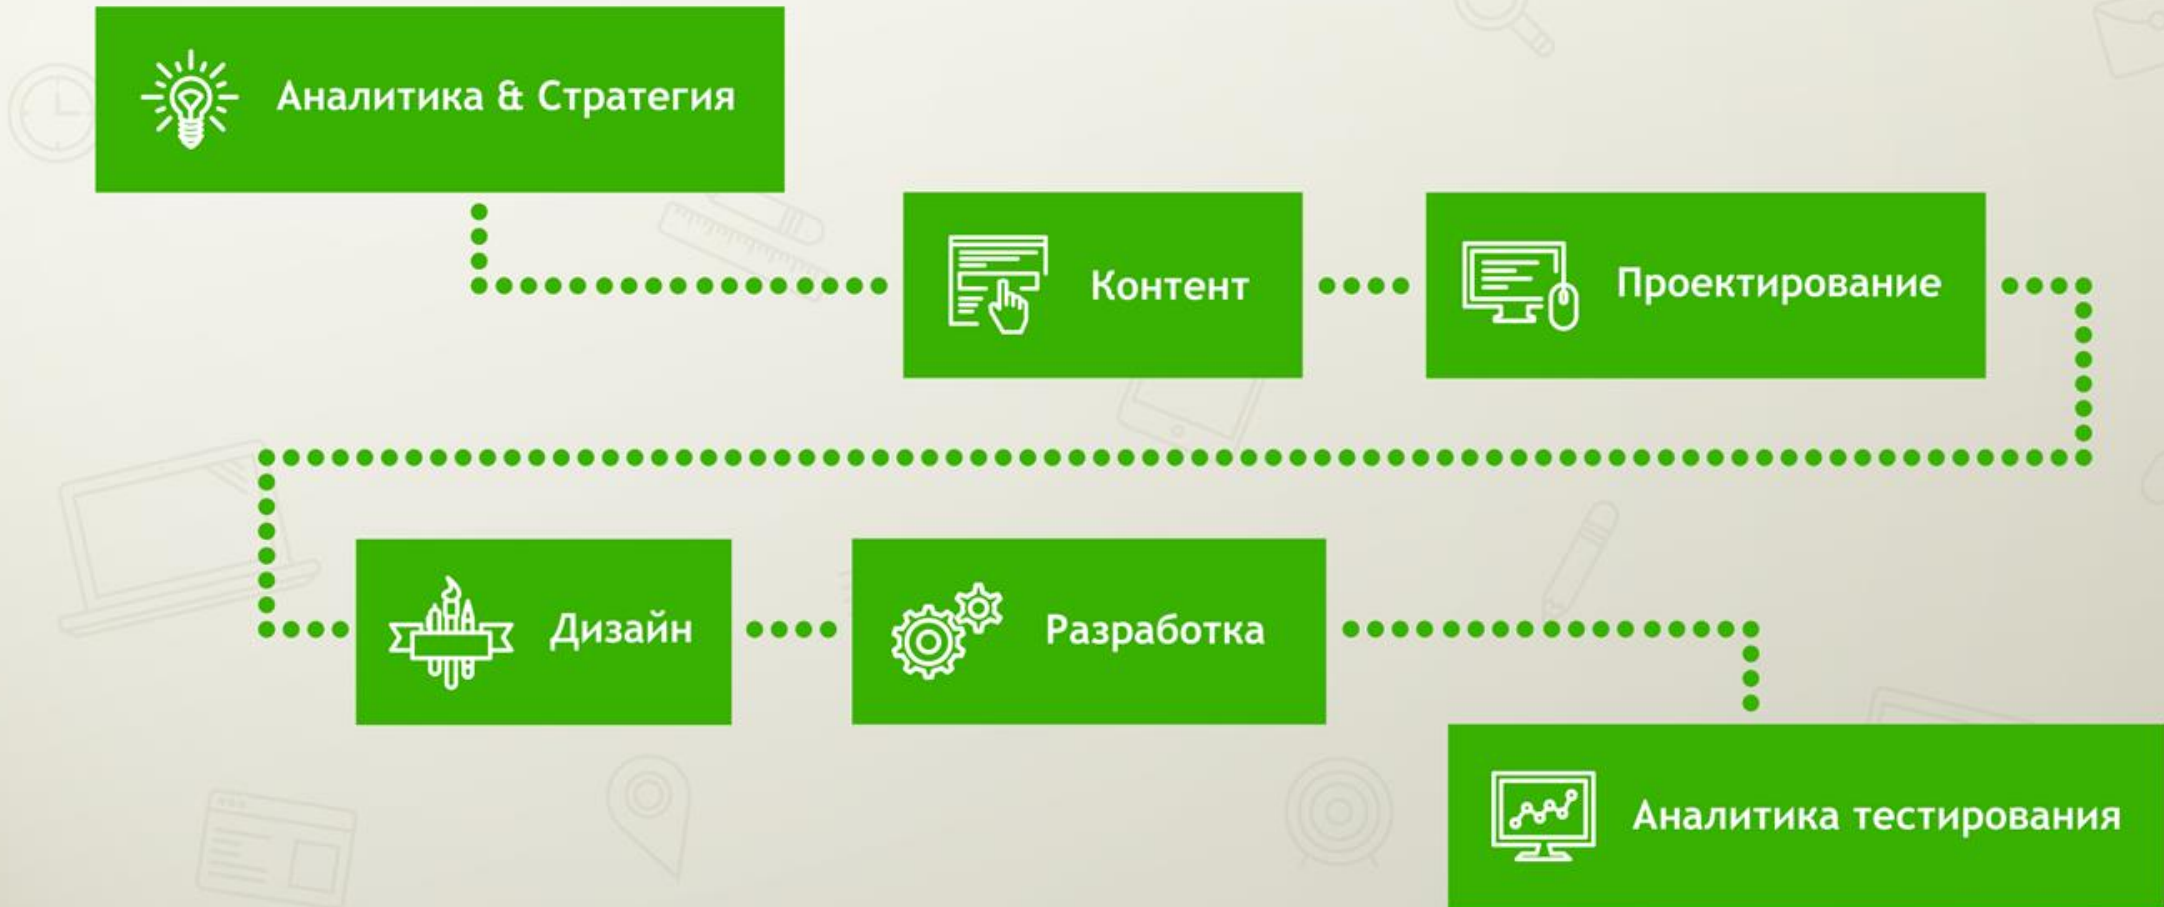 Аналитика & Стратегия
Контент
Проектирование
Дизайн
Разработка
Аналитика тестирования